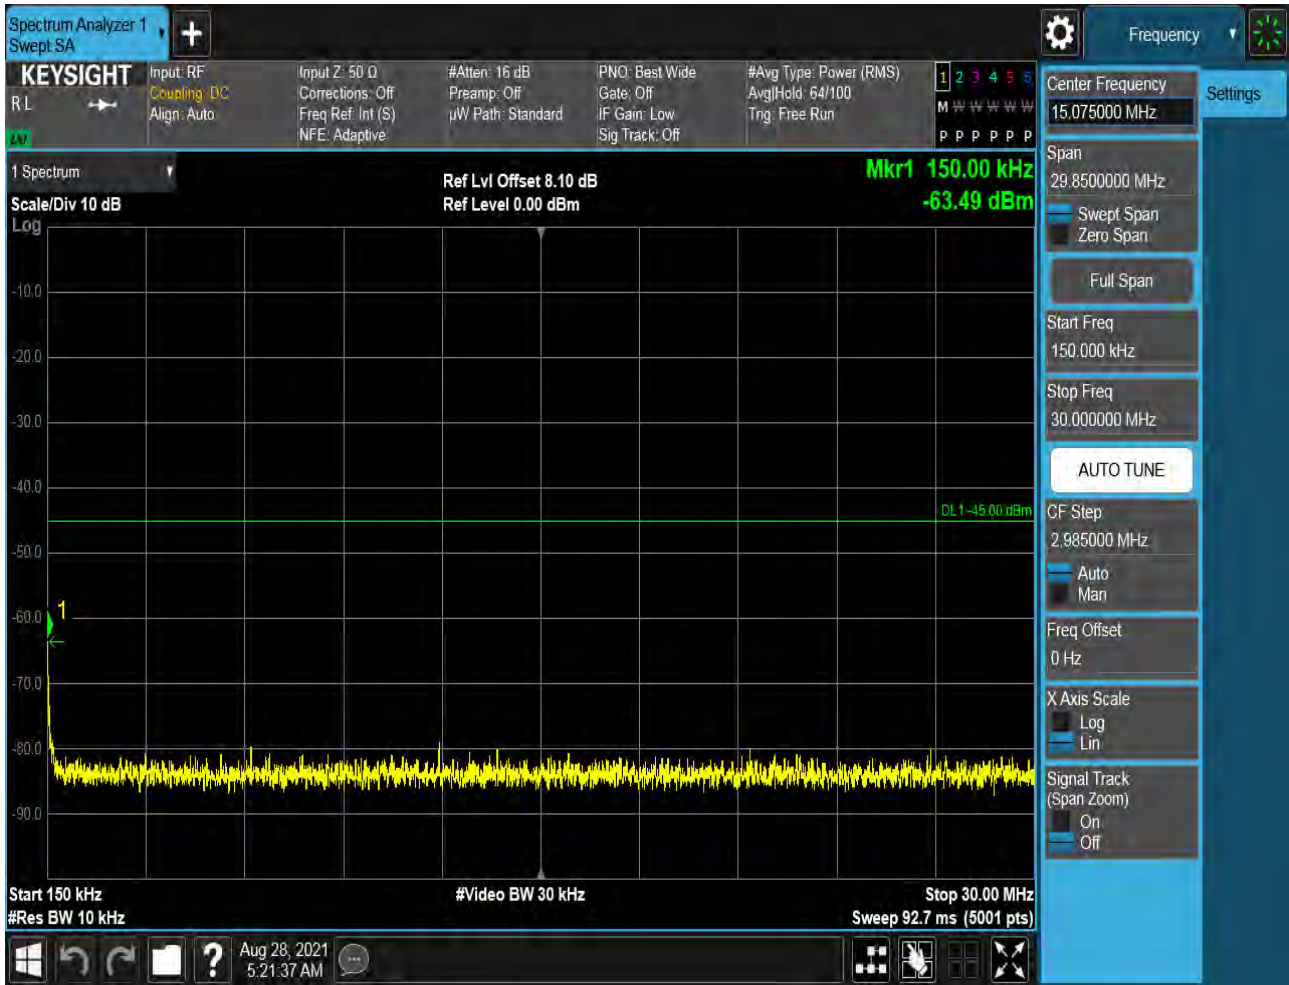 Spectrum Analyzer 1
Swept SA
+
Frequency
KEYSIGHT
R L
LNI
Input: RF
Coupling: DC
Align: Auto
Input Z: 50 Ω
Corrections: Off
Freq Ref: Int (S)
NFE: Adaptive
#Atten: 16 dB
Preamp: Off
µW Path: Standard
PNO: Best Wide
Gate: Off
IF Gain: Low
Sig Track: Off
#Avg Type: Power (RMS)
Avg|Hold: 64/100
Trig: Free Run
1 2 3 4 5 6
M W W W W W
P P P P P P
1 Spectrum
Scale/Div 10 dB
Log
Ref Lvl Offset 8.10 dB
Ref Level 0.00 dBm
Mkr1 150.00 kHz
-63.49 dBm
-10.0
-20.0
-30.0
-40.0
DL1 -45.00 dBm
-50.0
-60.0
1
-70.0
-80.0
-90.0
Start 150 kHz
#Res BW 10 kHz
#Video BW 30 kHz
Stop 30.00 MHz
Sweep 92.7 ms (5001 pts)
Center Frequency
15.075000 MHz
Settings
Span
29.8500000 MHz
Swept Span
Zero Span
Full Span
Start Freq
150.000 kHz
Stop Freq
30.000000 MHz
AUTO TUNE
CF Step
2.985000 MHz
Auto
Man
Freq Offset
0 Hz
X Axis Scale
Log
Lin
Signal Track
(Span Zoom)
On
Off
?
Aug 28, 2021
5:21:37 AM